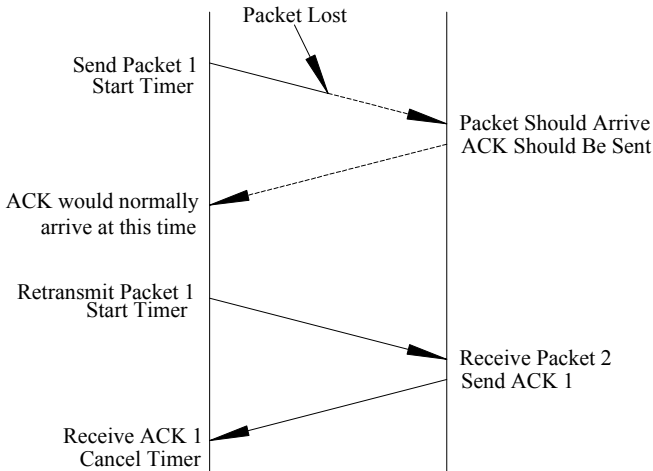 Packet Lost
Send Packet 1
Start Timer
Packet Should Arrive
ACK Should Be Sent
ACK would normally
arrive at this time
Retransmit Packet 1
Start Timer
Receive Packet 2
Send ACK 1
Receive ACK 1
Cancel Timer